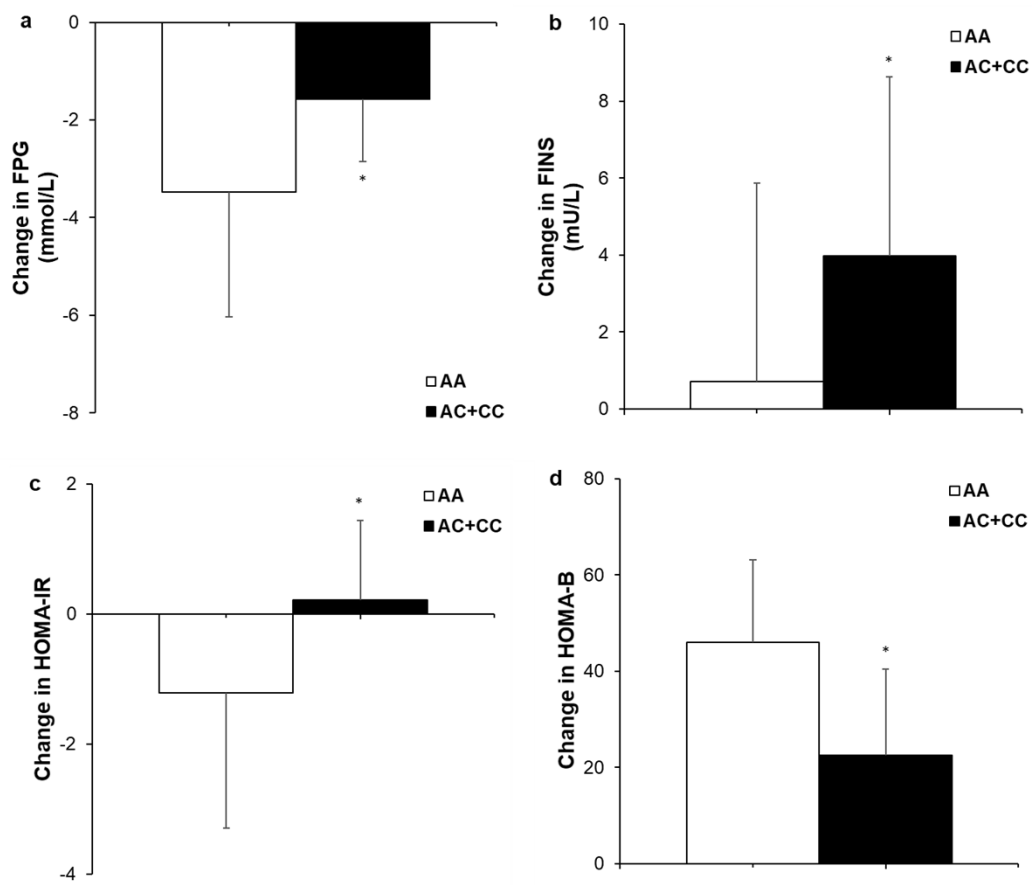 a
0
-2
-4
-6
-8
Change in FPG
(mmol/L)
*
AA
AC+CC
b
10
8
6
4
2
0
Change in FINS
(mU/L)
*
AA
AC+CC
c
2
0
-2
-4
Change in HOMA-IR
*
AA
AC+CC
d
80
60
40
20
0
Change in HOMA-B
*
AA
AC+CC